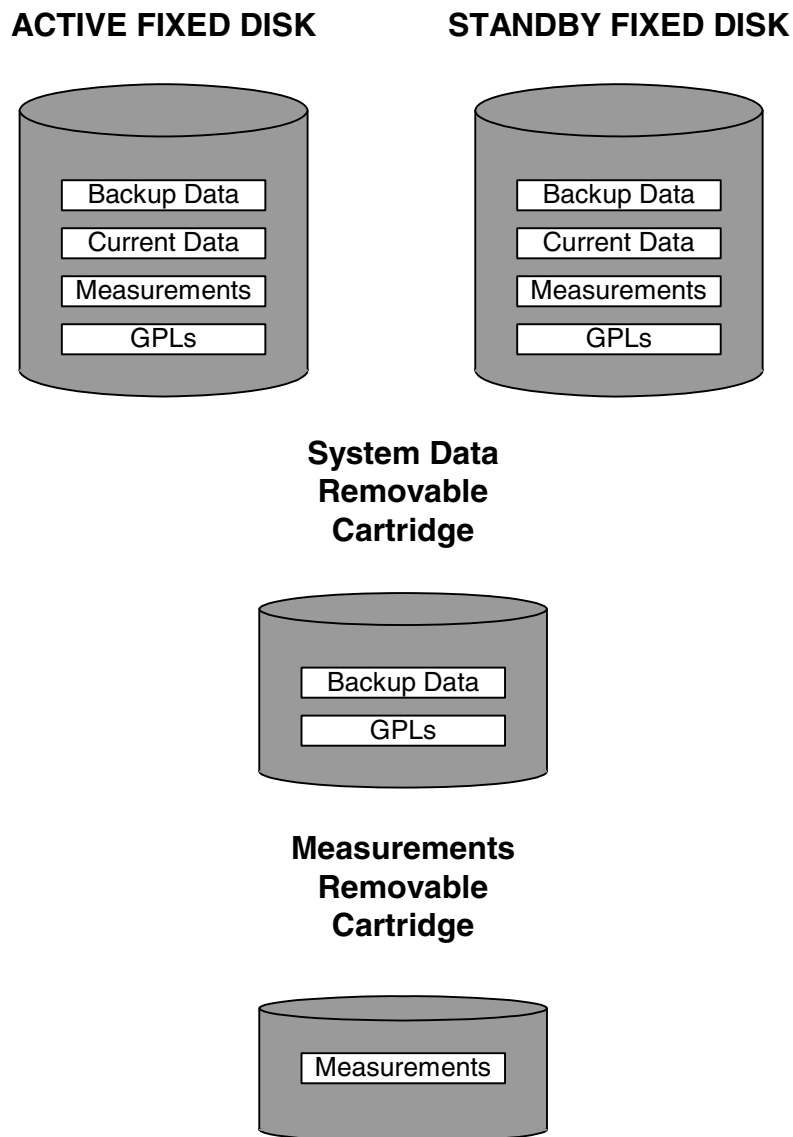 ACTIVE FIXED DISK
STANDBY FIXED DISK
Backup Data
Current Data
Measurements
GPLs
Backup Data
Current Data
Measurements
GPLs
System Data
Removable
Cartridge
Backup Data
GPLs
Measurements
Removable
Cartridge
Measurements